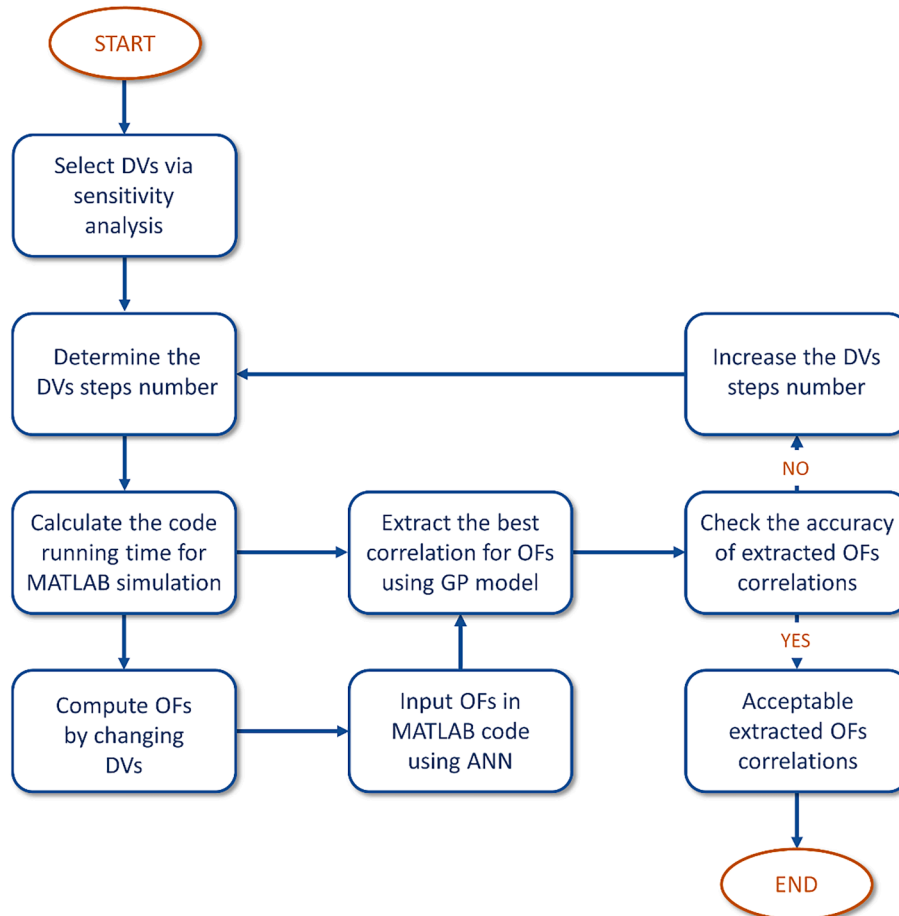 START
Select DVs via
sensitivity
analysis
Determine the
DVs steps number
Increase the DVs
steps number
NO
Calculate the code
running time for
MATLAB simulation
Extract the best
correlation for OFs
using GP model
Check the accuracy
of extracted OFs
correlations
YES
Compute OFs
by changing
DVs
Input OFs in
MATLAB code
using ANN
Acceptable
extracted OFs
correlations
END